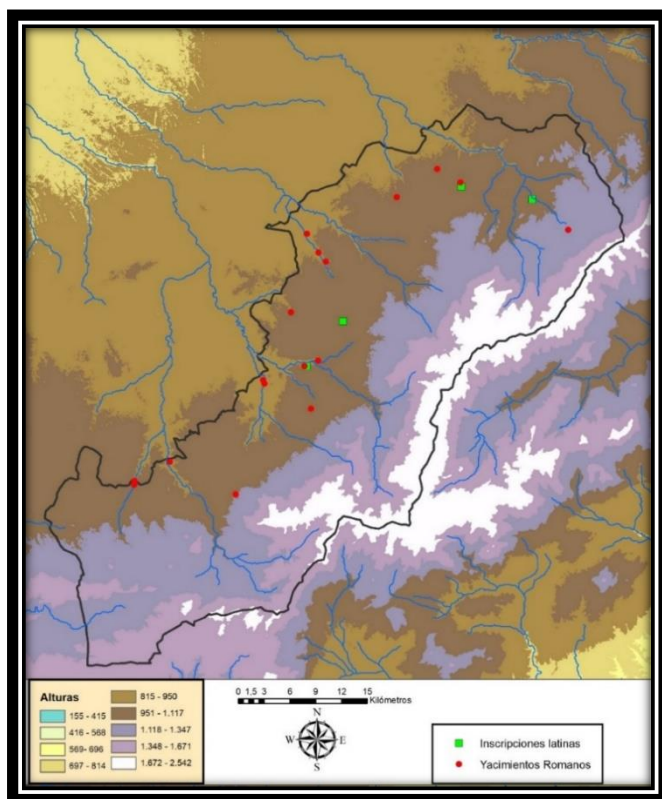 Alturas
155 - 415
416 - 568
569- 696
697 - 814
815 - 950
951 - 1.117
1.118 - 1.347
1.348 - 1.671
1.672 - 2.542
0 1,5 3 6 9 12 15
Kilómetros
N
W E
S
Inscripciones latinas
Yacimientos Romanos